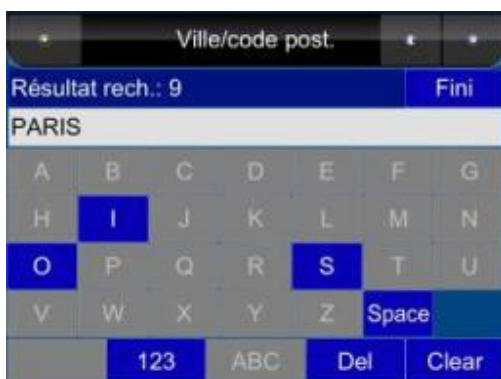 Ville/code post.
Résultat rech.: 9 Fini
PARIS
A B C D E F G
H I J K L M N
O P Q R S T U
V W X Y Z Space
123 ABC Del Clear